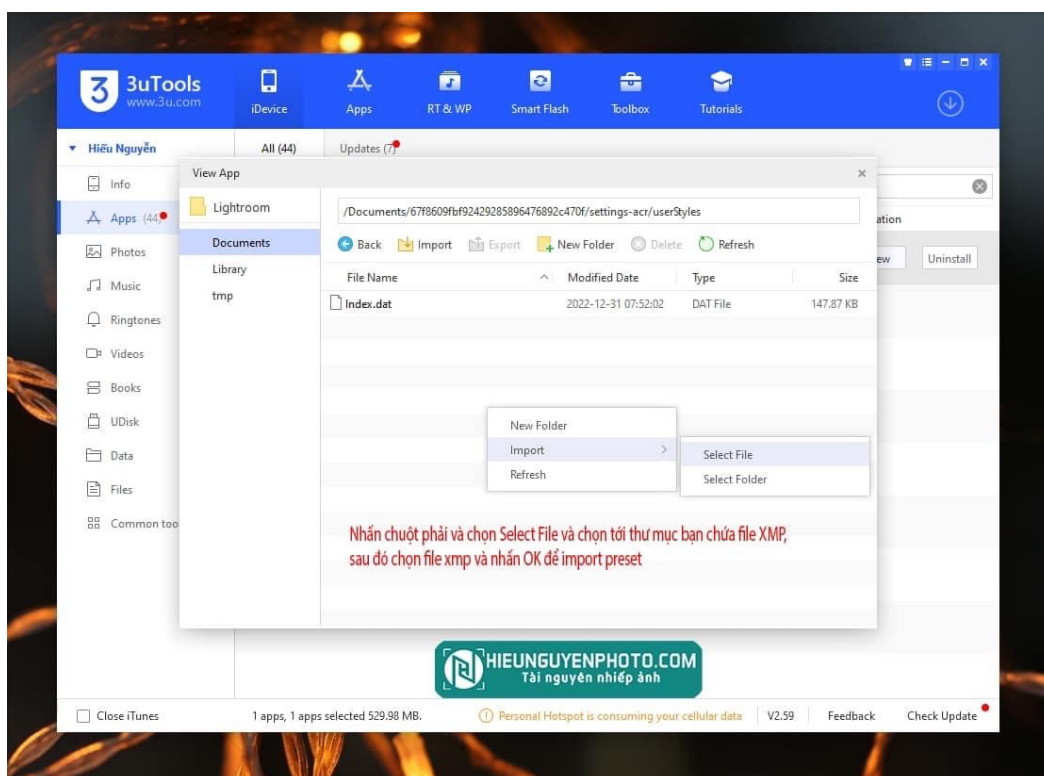 3 3uTools
www.3u.com
iDevice
Apps
RT & WP
Smart Flash
Toolbox
Tutorials
Hiếu Nguyễn
All (44)
Updates (7)
Info
Apps (44)
Photos
Music
Ringtones
Videos
Books
UDisk
Data
Files
Common too
ation
ew
Uninstall
View App
Lightroom
Documents
Library
tmp
/Documents/67f8609fbf92429285896476892c470f/settings-acr/userStyles
Back Import Export New Folder Delete Refresh
File Name Modified Date Type Size
Index.dat 2022-12-31 07:52:02 DAT File 147.87 KB
New Folder
Import
Refresh
Select File
Select Folder
Nhấn chuột phải và chọn Select File và chọn tới thư mục bạn chứa file XMP,
sau đó chọn file xmp và nhấn OK để import preset
HIEUNGUYENPHOTO.COM
Tài nguyên nhiếp ảnh
Close iTunes
1 apps, 1 apps selected 529.98 MB.
Personal Hotspot is consuming your cellular data
V2.59
Feedback
Check Update